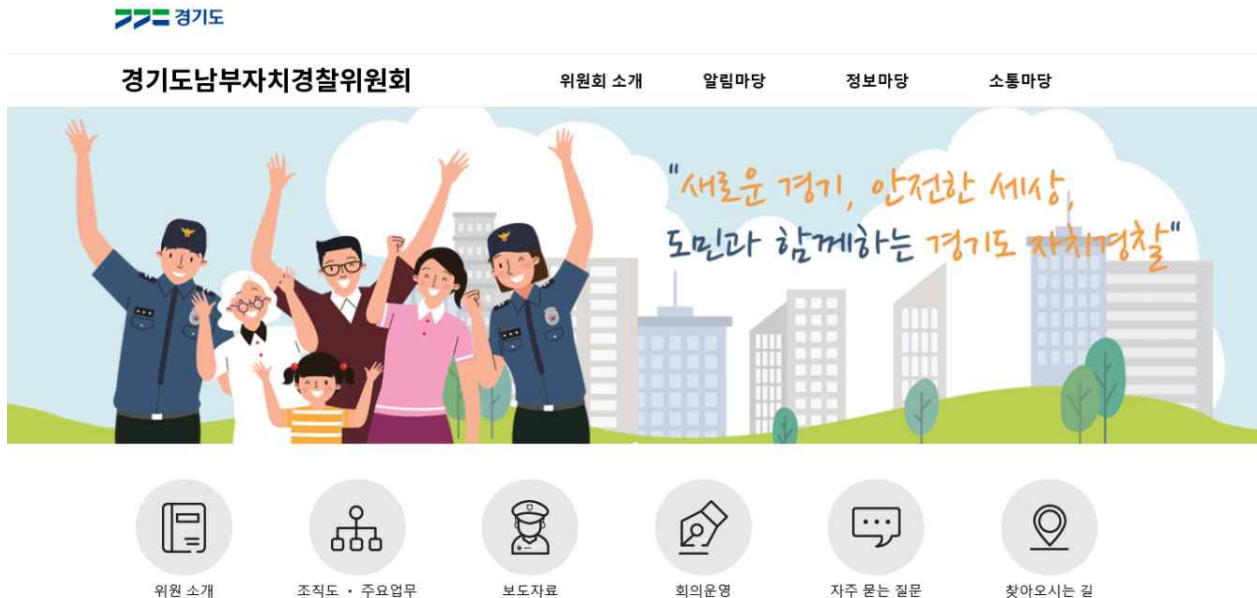 경기도
경기도남부자치경찰위원회
위원회 소개 알림마당 정보마당 소통마당
"새로운 경기, 안전한 세상,
도민과 함께하는 경기도 자치경찰"
위원 소개 조직도 · 주요업무 보도자료 회의운영 자주 묻는 질문 찾아오시는 길